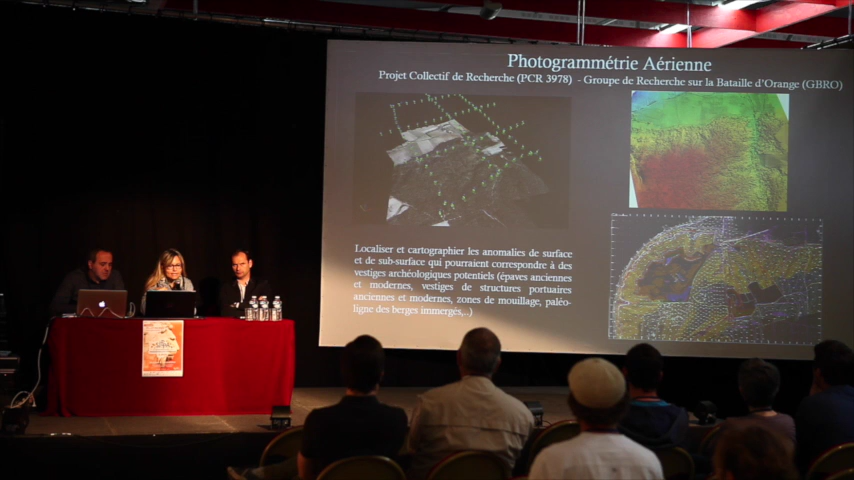 Photogrammétrie Aérienne
Projet Collectif de Recherche (PCR 3978) - Groupe de Recherche sur la Bataille d'Orange (GBRO)
Localiser et cartographier les anomalies de surface
et de sub-surface qui pourraient correspondre à des
vestiges archéologiques potentiels (épaves anciennes
et modernes, vestiges de structures portuaires
anciennes et modernes, zones de mouillage, paléo-
ligne des berges immergés,..)